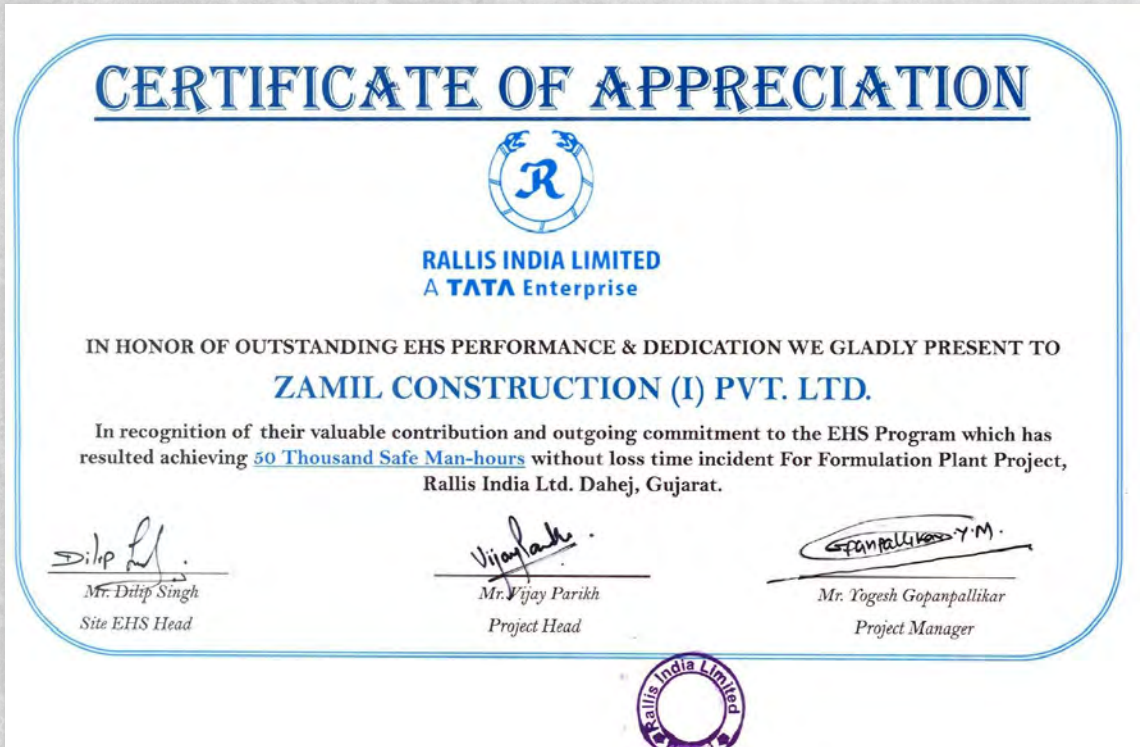 CERTIFICATE OF APPRECIATION
R
RALLIS INDIA LIMITED
A TATA Enterprise
IN HONOR OF OUTSTANDING EHS PERFORMANCE & DEDICATION WE GLADLY PRESENT TO
ZAMIL CONSTRUCTION (I) PVT. LTD.
In recognition of their valuable contribution and outgoing commitment to the EHS Program which has
resulted achieving 50 Thousand Safe Man-hours without loss time incident For Formulation Plant Project,
Rallis India Ltd. Dahej, Gujarat.
Dilip
Vijay
Gopanpallikar Y.M.
Mr. Dilip Singh
Mr. Vijay Parikh
Mr. Yogesh Gopanpallikar
Site EHS Head
Project Head
Project Manager
Rallis India Limited